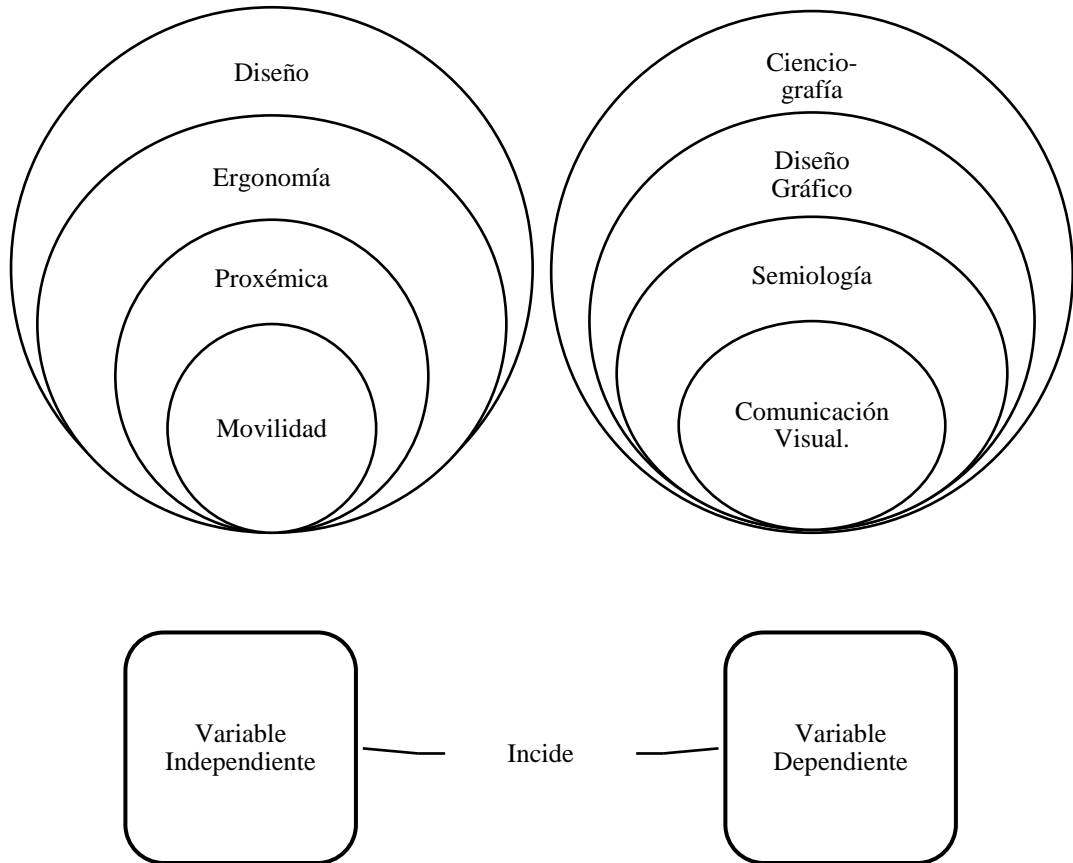 Diseño
Ergonomía
Proxémica
Movilidad
Ciencio-
grafía
Diseño
Gráfico
Semiología
Comunicación
Visual.
Variable
Independiente
Incide
Variable
Dependiente